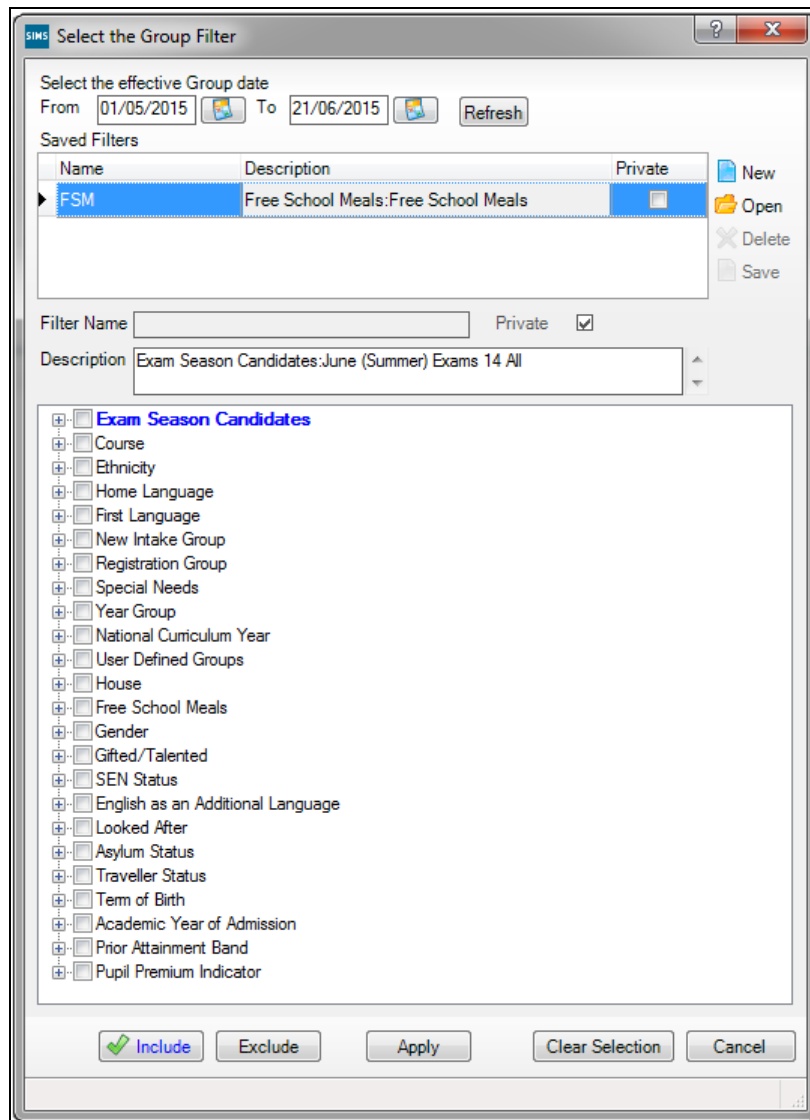 SIMS Select the Group Filter ? X
Select the effective Group date
From 01/05/2015 To 21/06/2015 Refresh
Saved Filters
Name Description Private New
FSM Free School Meals:Free School Meals Open
Delete
Save
Filter Name Private
Description Exam Season Candidates:June (Summer) Exams 14 All
Exam Season Candidates
Course
Ethnicity
Home Language
First Language
New Intake Group
Registration Group
Special Needs
Year Group
National Curriculum Year
User Defined Groups
House
Free School Meals
Gender
Gifted/Talented
SEN Status
English as an Additional Language
Looked After
Asylum Status
Traveller Status
Term of Birth
Academic Year of Admission
Prior Attainment Band
Pupil Premium Indicator
Include Exclude Apply Clear Selection Cancel